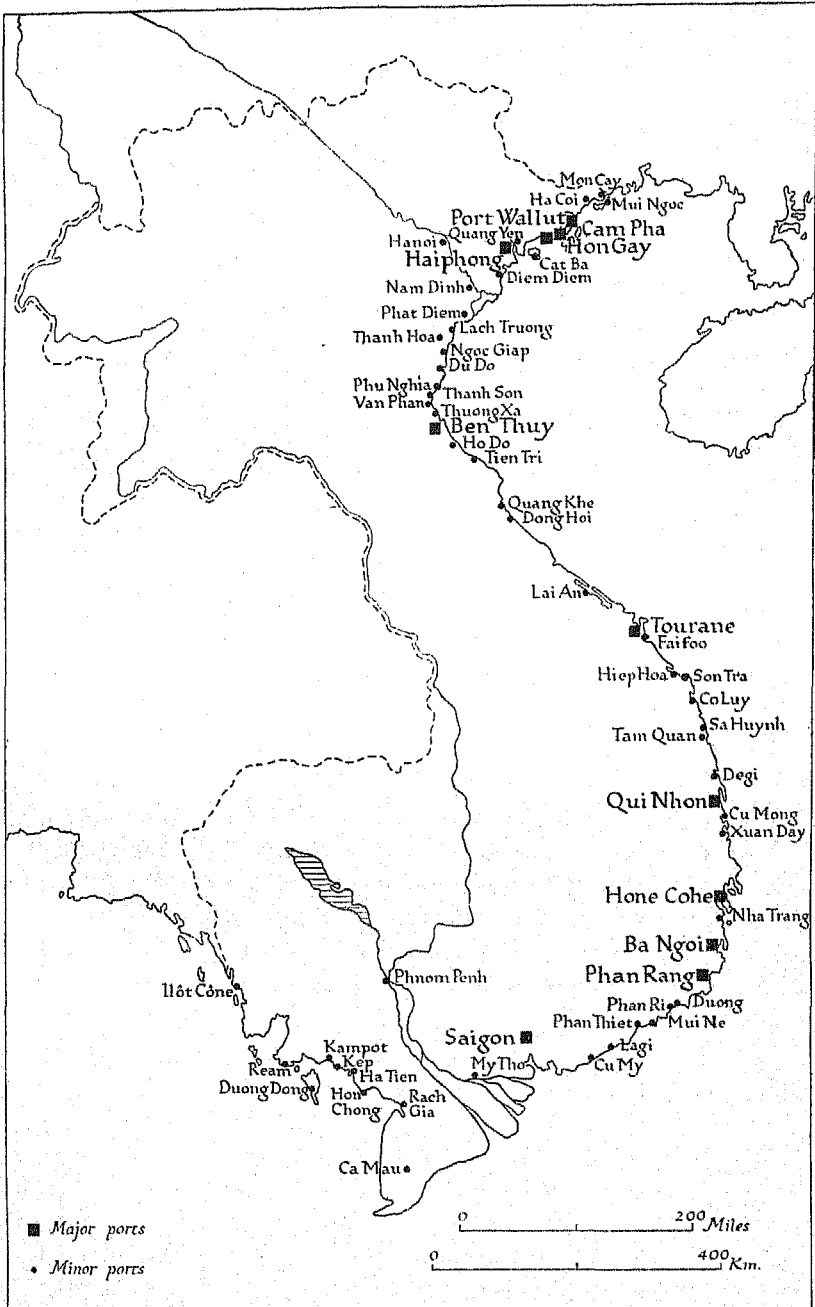 Mon Cay
Ha Coi
Mui Ngoc
Port Wallut
Cam Pha
Quang Yen
Hanoi
Hon Gay
Haiphong
Cat Ba
Diem Diem
Nam Dinh
Phat Diem
Lach Truong
Thanh Hoa
Ngoc Giap
Du Do
Phu Nghia
Thanh Son
Van Phan
Thuong Xa
Ben Thuy
Ho Do
Tien Tri
Quang Khe
Dong Hoi
Lai An
Tourane
Faifoo
Hiep Hoa
Son Tra
Co Luy
Sa Huynh
Tam Quan
Degi
Qui Nhon
Cu Mong
Xuan Day
Hone Cohe
Nha Trang
Ba Ngoi
Phan Rang
Phnom Penh
Ilôt Cône
Duong
Phan Ri
Phan Thiet
Mui Ne
Saigon
Lagi
Cu My
My Tho
Kampot
Kep
Ream
Ha Tien
Duong Dong
Hon
Chong
Rach
Gia
Ca Mau
Major ports
Minor ports
0 200 Miles
0 400 Km.